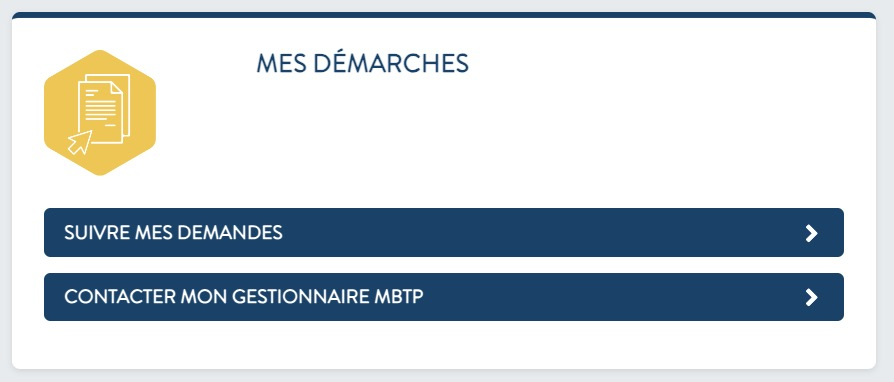 MES DÉMARCHES
SUIVRE MES DEMANDES
CONTACTER MON GESTIONNAIRE MBTP